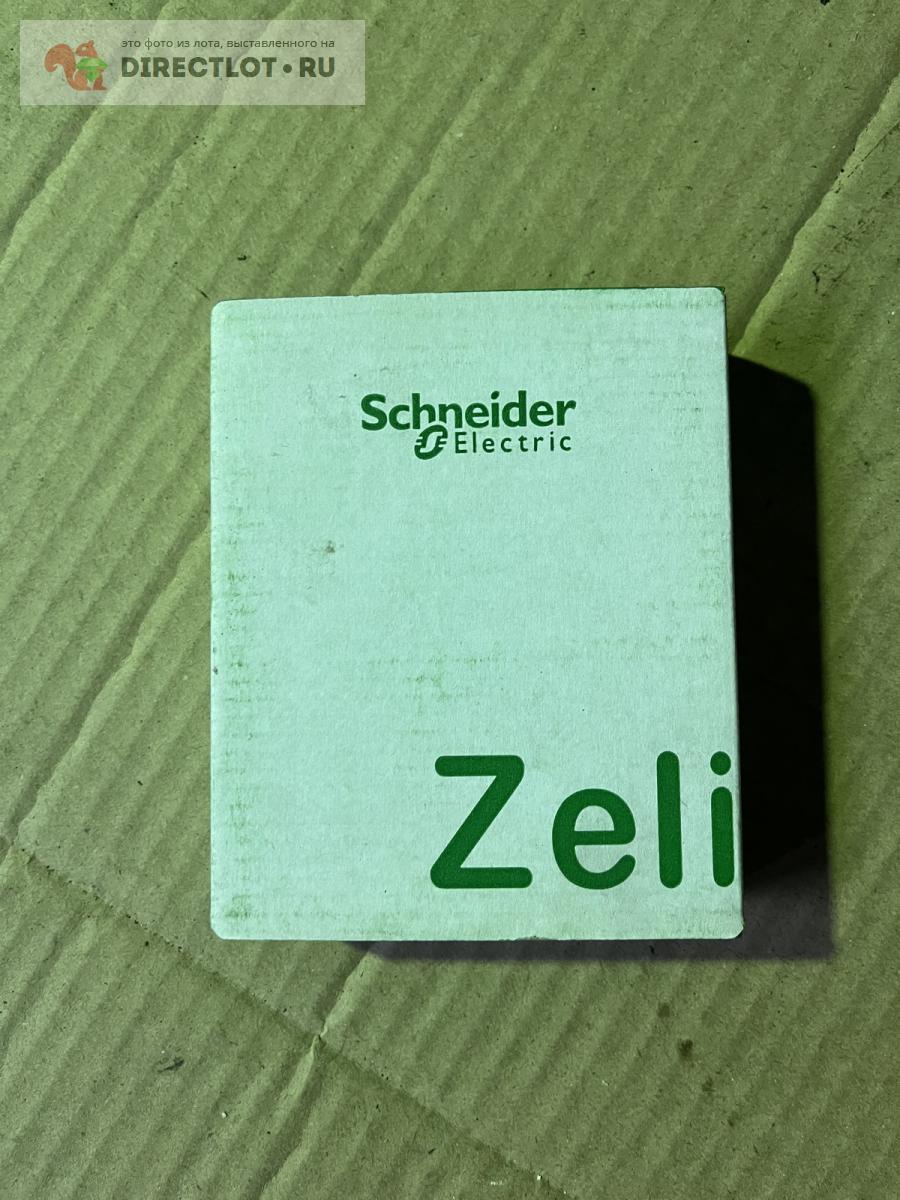 это фото из лота, выставленного на
DIRECTLOT•RU
Schneider
Electric
Zeli